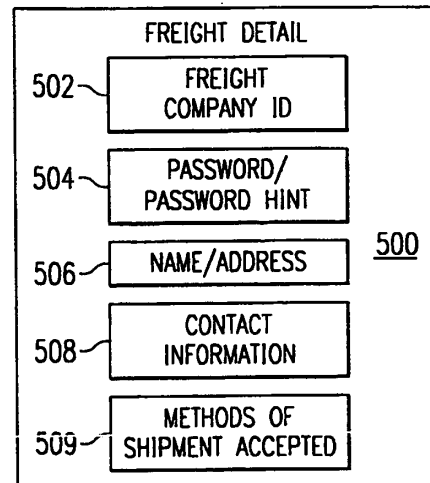 FREIGHT DETAIL
502
FREIGHT
COMPANY ID
504
PASSWORD/
PASSWORD HINT
500
506
NAME/ADDRESS
508
CONTACT
INFORMATION
509
METHODS OF
SHIPMENT ACCEPTED